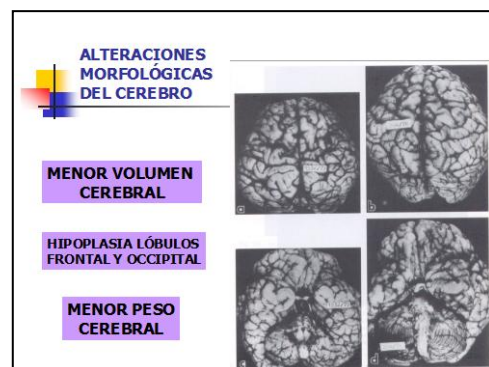 ALTERACIONES
MORFOLÓGICAS
DEL CEREBRO
MENOR VOLUMEN
CEREBRAL
HIPOPLASIA LÓBULOS
FRONTAL Y OCCIPITAL
MENOR PESO
CEREBRAL
a
b
c
d